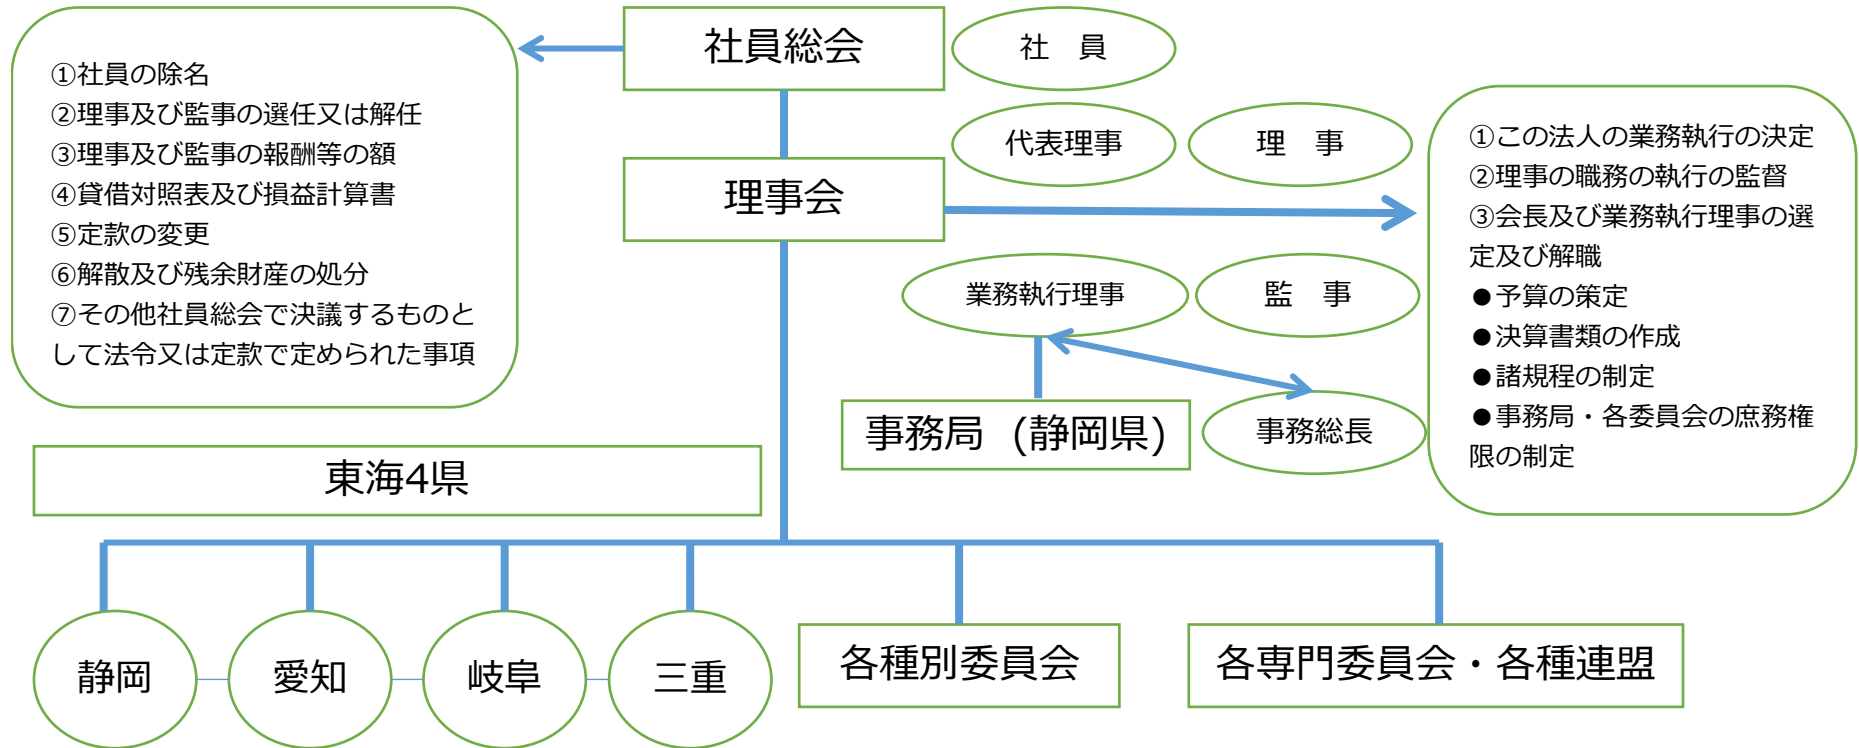 社員総会
社　員
①社員の除名
②理事及び監事の選任又は解任
③理事及び監事の報酬等の額
④貸借対照表及び損益計算書
⑤定款の変更
⑥解散及び残余財産の処分
⑦その他社員総会で決議するものと
して法令又は定款で定められた事項
代表理事
理　事
理事会
①この法人の業務執行の決定
②理事の職務の執行の監督
③会長及び業務執行理事の選
定及び解職
●予算の策定
●決算書類の作成
●諸規程の制定
●事務局・各委員会の庶務権
限の制定
業務執行理事
監　事
事務局 (静岡県)
事務総長
東海4県
静岡
愛知
岐阜
三重
各種別委員会
各専門委員会・各種連盟